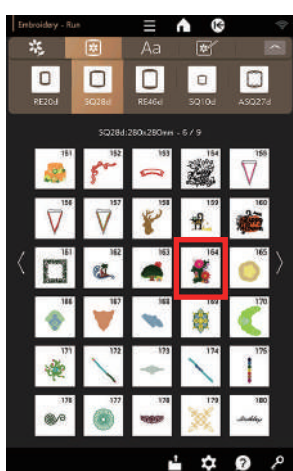 Embroidery - Run
Aa
RE20d SQ28d RE46d SQ10d ASQ27d
SQ28d:280x280mm - 6 / 9
151 152 153 154 155
156 157 158 159 160
161 162 163 164 165
166 167 168 169 170
171 172 173 174 175
176 177 178 179 180